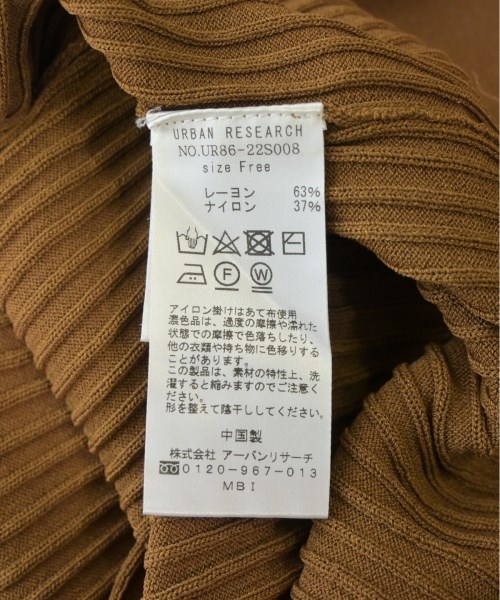 URBAN RESEARCH
NO.UR86-22S008
size Free
レーヨン 63%
ナイロン 37%
F W
アイロン掛けはあて布使用
濃色品は、過度の摩擦や濡れた
状態での摩擦で色落ちしたり、
他の衣類や持ち物に色移りする
ことがあります。
この製品は、素材の特性上、洗
濯すると縮みますのでご注意くだ
さい。
形を整えて陰干ししてください。
中国製
株式会社 アーバンリサーチ
0120-967-013
MBI